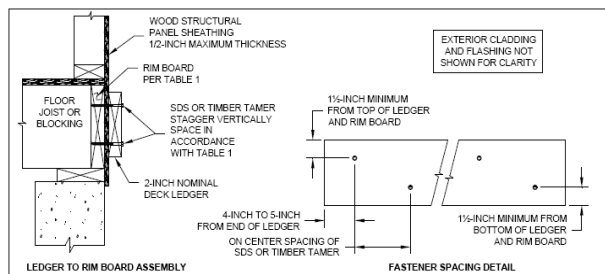 WOOD STRUCTURAL
PANEL SHEATHING
1/2-INCH MAXIMUM THICKNESS
RIM BOARD
PER TABLE 1
FLOOR
JOIST OR
BLOCKING
SDS OR TIMBER TAMER
STAGGER VERTICALLY
SPACE IN
ACCORDANCE
WITH TABLE 1
2-INCH NOMINAL
DECK LEDGER
LEDGER TO RIM BOARD ASSEMBLY
EXTERIOR CLADDING
AND FLASHING NOT
SHOWN FOR CLARITY
1½-INCH MINIMUM
FROM TOP OF LEDGER
AND RIM BOARD
4-INCH TO 5-INCH
FROM END OF LEDGER
ON CENTER SPACING OF
SDS OR TIMBER TAMER
1½-INCH MINIMUM FROM
BOTTOM OF LEDGER
AND RIM BOARD
FASTENER SPACING DETAIL